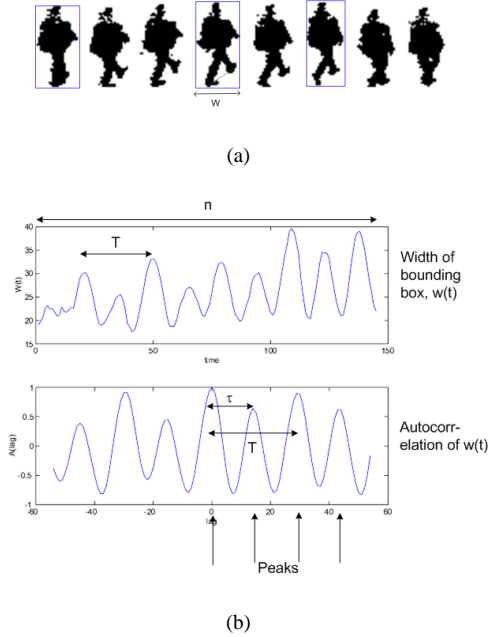 W
(a)
n
T
40
35
30
25
20
15
W(t)
0
50
100
150
time
Width of
bounding
box, w(t)
τ
T
1
0.5
0
-0.5
-1
A(lag)
-60
-40
-20
0
20
40
60
lag
Autocorr-
elation of w(t)
Peaks
(b)